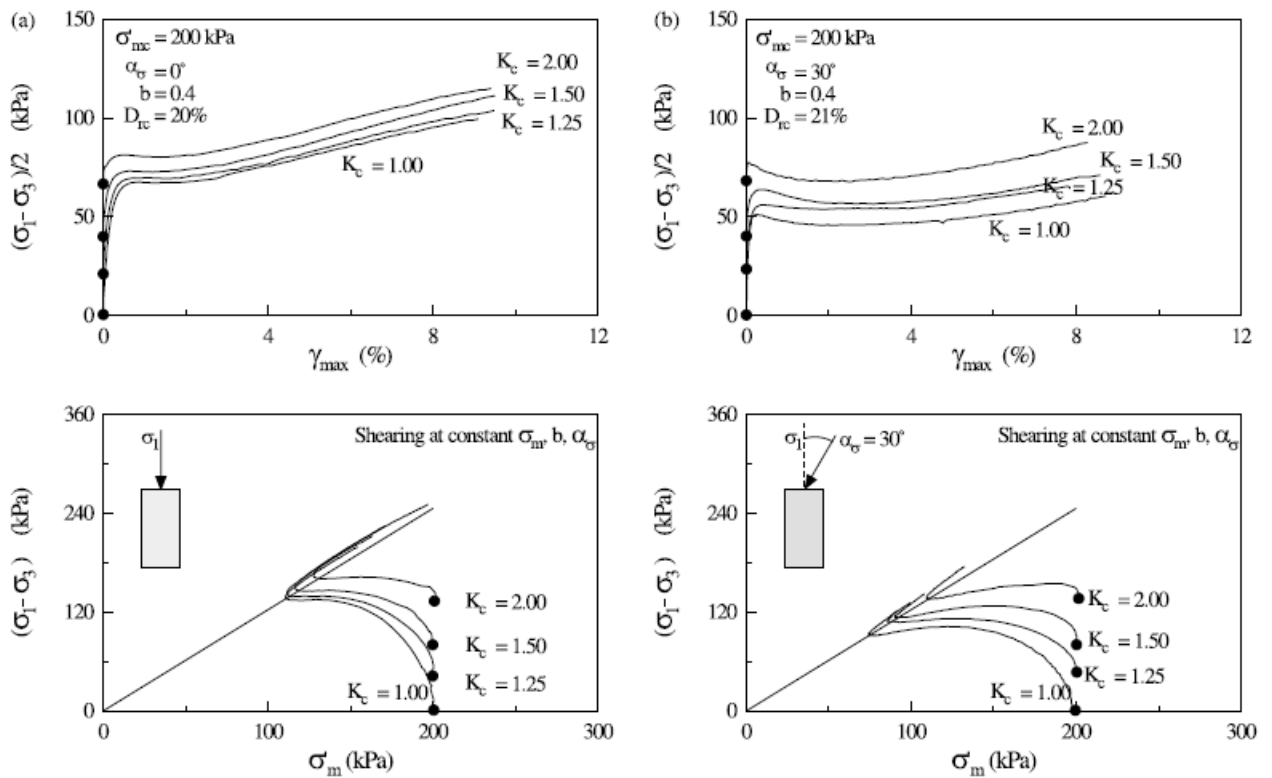 (a)
150
100
50
0
(σ₁- σ₃)/2 (kPa)
σ'mc = 200 kPa
ασ = 0°
b = 0.4
Drc = 20%
Kc = 2.00
Kc = 1.50
Kc = 1.25
Kc = 1.00
0 4 8 12
γmax (%)
(b)
150
100
50
0
(σ₁- σ₃)/2 (kPa)
σ'mc = 200 kPa
ασ = 30°
b = 0.4
Drc = 21%
Kc = 2.00
Kc = 1.50
Kc = 1.25
Kc = 1.00
0 4 8 12
γmax (%)
360
240
120
0
(σ₁- σ₃) (kPa)
σ₁
Shearing at constant σm, b, ασ
Kc = 2.00
Kc = 1.50
Kc = 1.25
Kc = 1.00
0 100 200 300
σ'm (kPa)
360
240
120
0
(σ₁- σ₃) (kPa)
σ₁
ασ = 30°
Shearing at constant σm, b, ασ
Kc = 2.00
Kc = 1.50
Kc = 1.25
Kc = 1.00
0 100 200 300
σ'm (kPa)